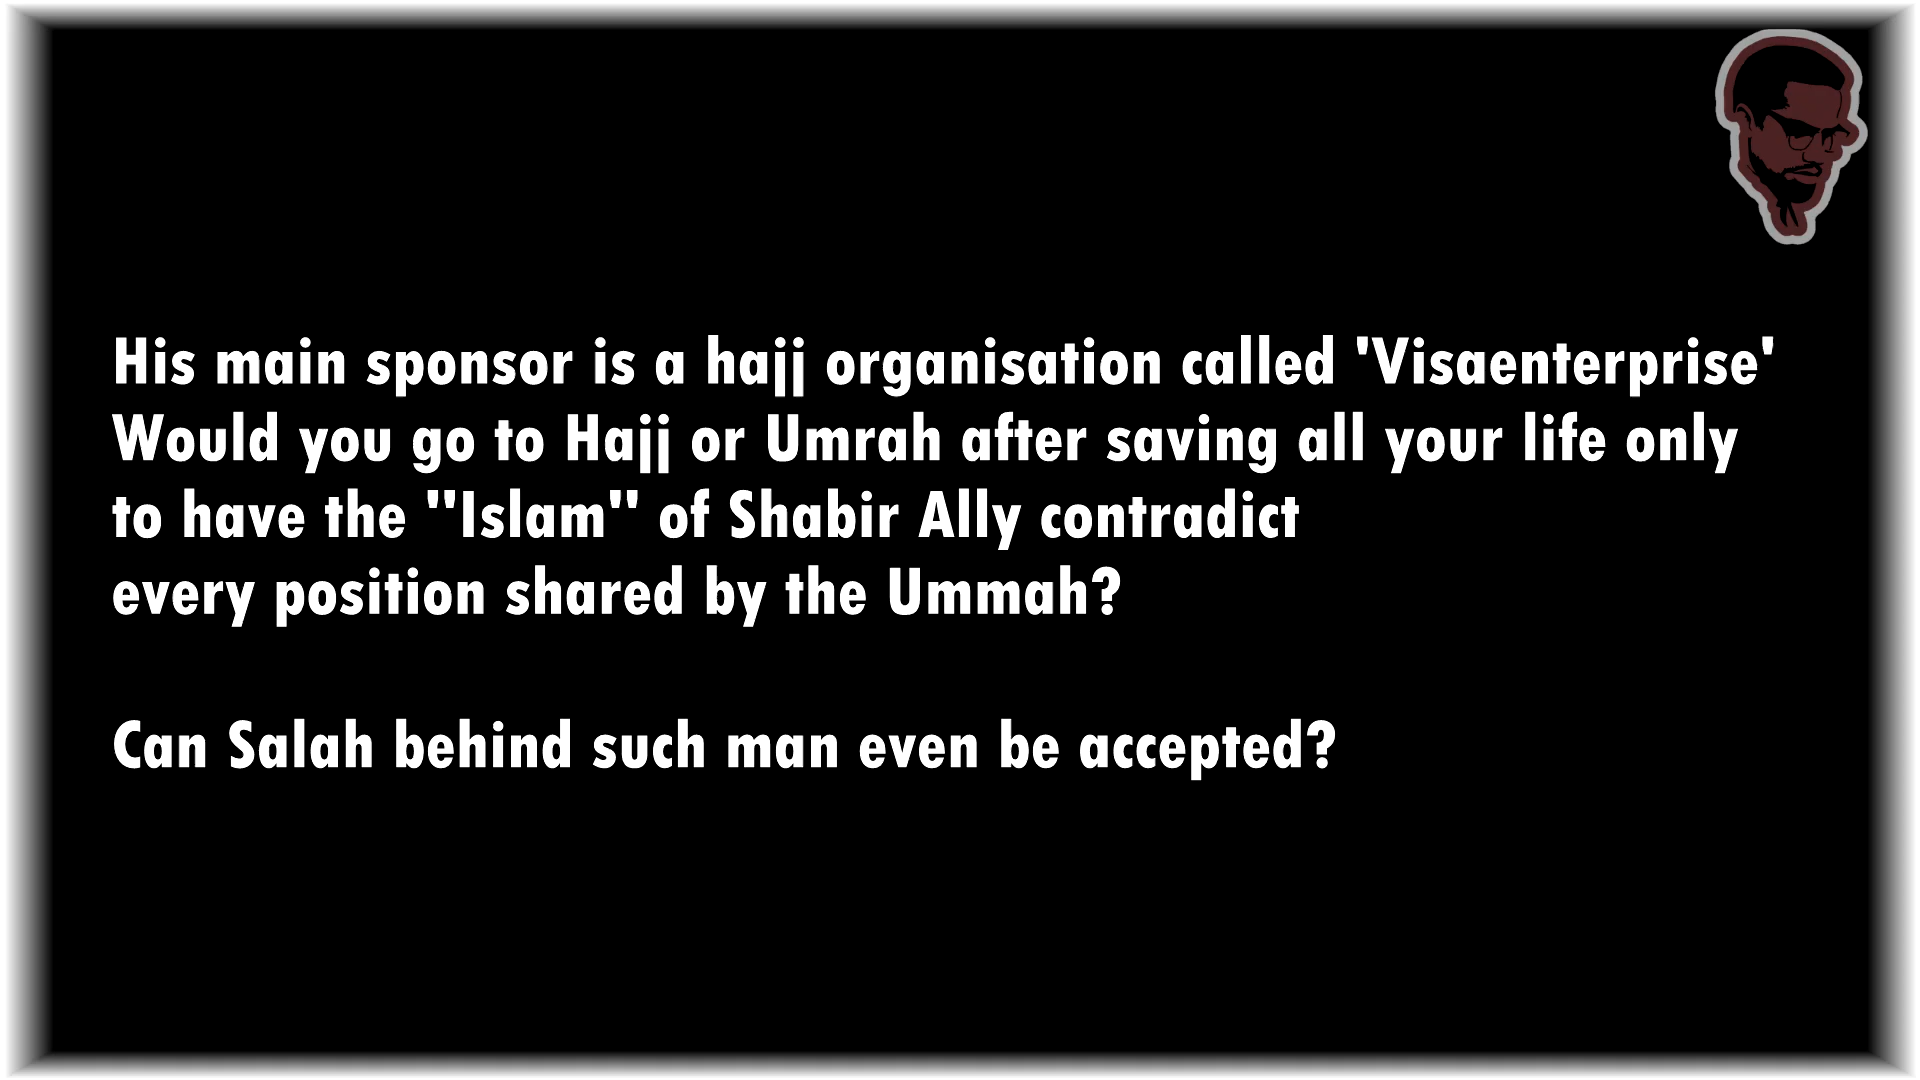 His main sponsor is a hajj organisation called 'Visaenterprise'
Would you go to Hajj or Umrah after saving all your life only
to have the "Islam" of Shabir Ally contradict
every position shared by the Ummah?
Can Salah behind such man even be accepted?